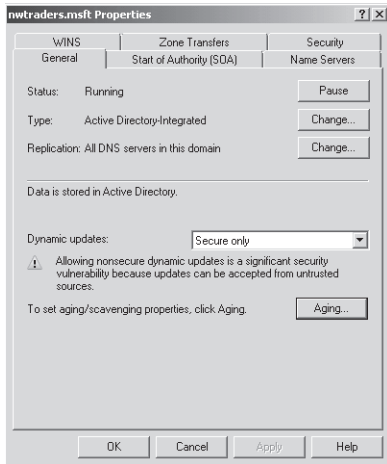 nwtraders.msft Properties
WINS Zone Transfers Security
General Start of Authority (SOA) Name Servers
Status: Running Pause
Type: Active Directory-Integrated Change...
Replication: All DNS servers in this domain Change...
Data is stored in Active Directory.
Dynamic updates: Secure only
Allowing nonsecure dynamic updates is a significant security
vulnerability because updates can be accepted from untrusted
sources.
To set aging/scavenging properties, click Aging. Aging...
OK Cancel Apply Help